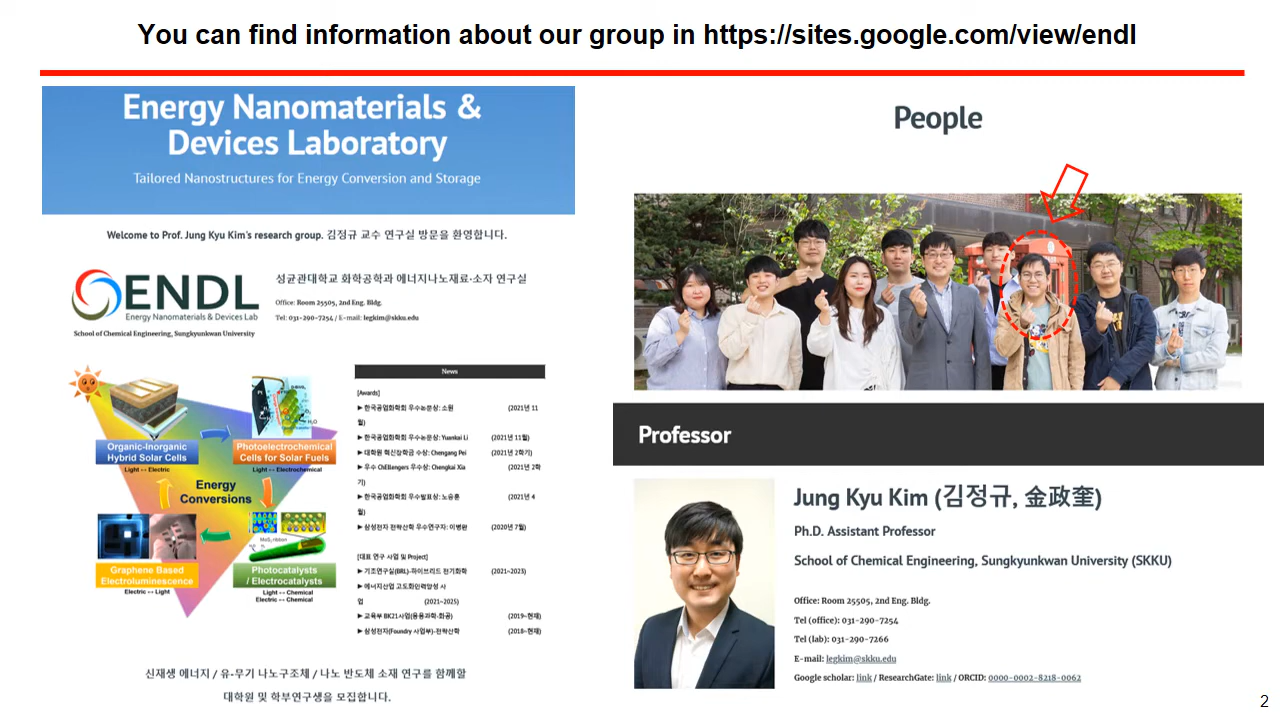 You can find information about our group in https://sites.google.com/view/endl
Energy Nanomaterials &
Devices Laboratory
Tailored Nanostructures for Energy Conversion and Storage
Welcome to Prof. Jung Kyu Kim's research group. 김정규 교수 연구실 방문을 환영합니다.
ENDL
Energy Nanomaterials & Devices Lab
School of Chemical Engineering, Sungkyunkwan University
성균관대학교 화학공학과 에너지나노재료·소자 연구실
Office: Room 25505, 2nd Eng. Bldg.
Tel: 031-290-7254 / E-mail: legkim@skku.edu
Organic-Inorganic
Hybrid Solar Cells
Light ↔ Electric
Photoelectrochemical
Cells for Solar Fuels
Light ↔ Electrochemical
H₂O
Energy
Conversions
Graphene Based
Electroluminescence
Electric ↔ Light
MoS₂ ribbon
Photocatalysts
/ Electrocatalysts
Light ↔ Chemical
Electric ↔ Chemical
News
[Awards]
▶ 한국공업화학회 우수논문상: 소원 (2021년 11
월)
▶ 한국공업화학회 우수논문상: Yuankai Li (2021년 11월)
▶ 대학원 혁신장학금 수상: Chengang Pei (2021년 2학기)
▶ 우수 ChEllengers 우수상: Chengkai Xia (2021년 2학
기)
▶ 한국공업화학회 우수발표상: 노승훈 (2021년 4
월)
▶ 삼성전자 전략산학 우수연구자: 이병완 (2020년 7월)
[대표 연구 사업 및 Project]
▶ 기초연구실(BRL)-하이브리드 전기화학 (2021~2023)
▶ 에너지산업 고도화인력양성 사
업 (2021~2025)
▶ 교육부 BK21사업(응용과학-화공) (2019~현재)
▶ 삼성전자(Foundry 사업부)-전략산학 (2018~현재)
신재생 에너지 / 유-무기 나노구조체 / 나노 반도체 소재 연구를 함께할
대학원 및 학부연구생을 모집합니다.
People
Professor
Jung Kyu Kim (김정규, 金政奎)
Ph.D. Assistant Professor
School of Chemical Engineering, Sungkyunkwan University (SKKU)
Office: Room 25505, 2nd Eng. Bldg.
Tel (office): 031-290-7254
Tel (lab): 031-290-7266
E-mail: legkim@skku.edu
Google scholar: link / ResearchGate: link / ORCID: 0000-0002-8218-0062
2